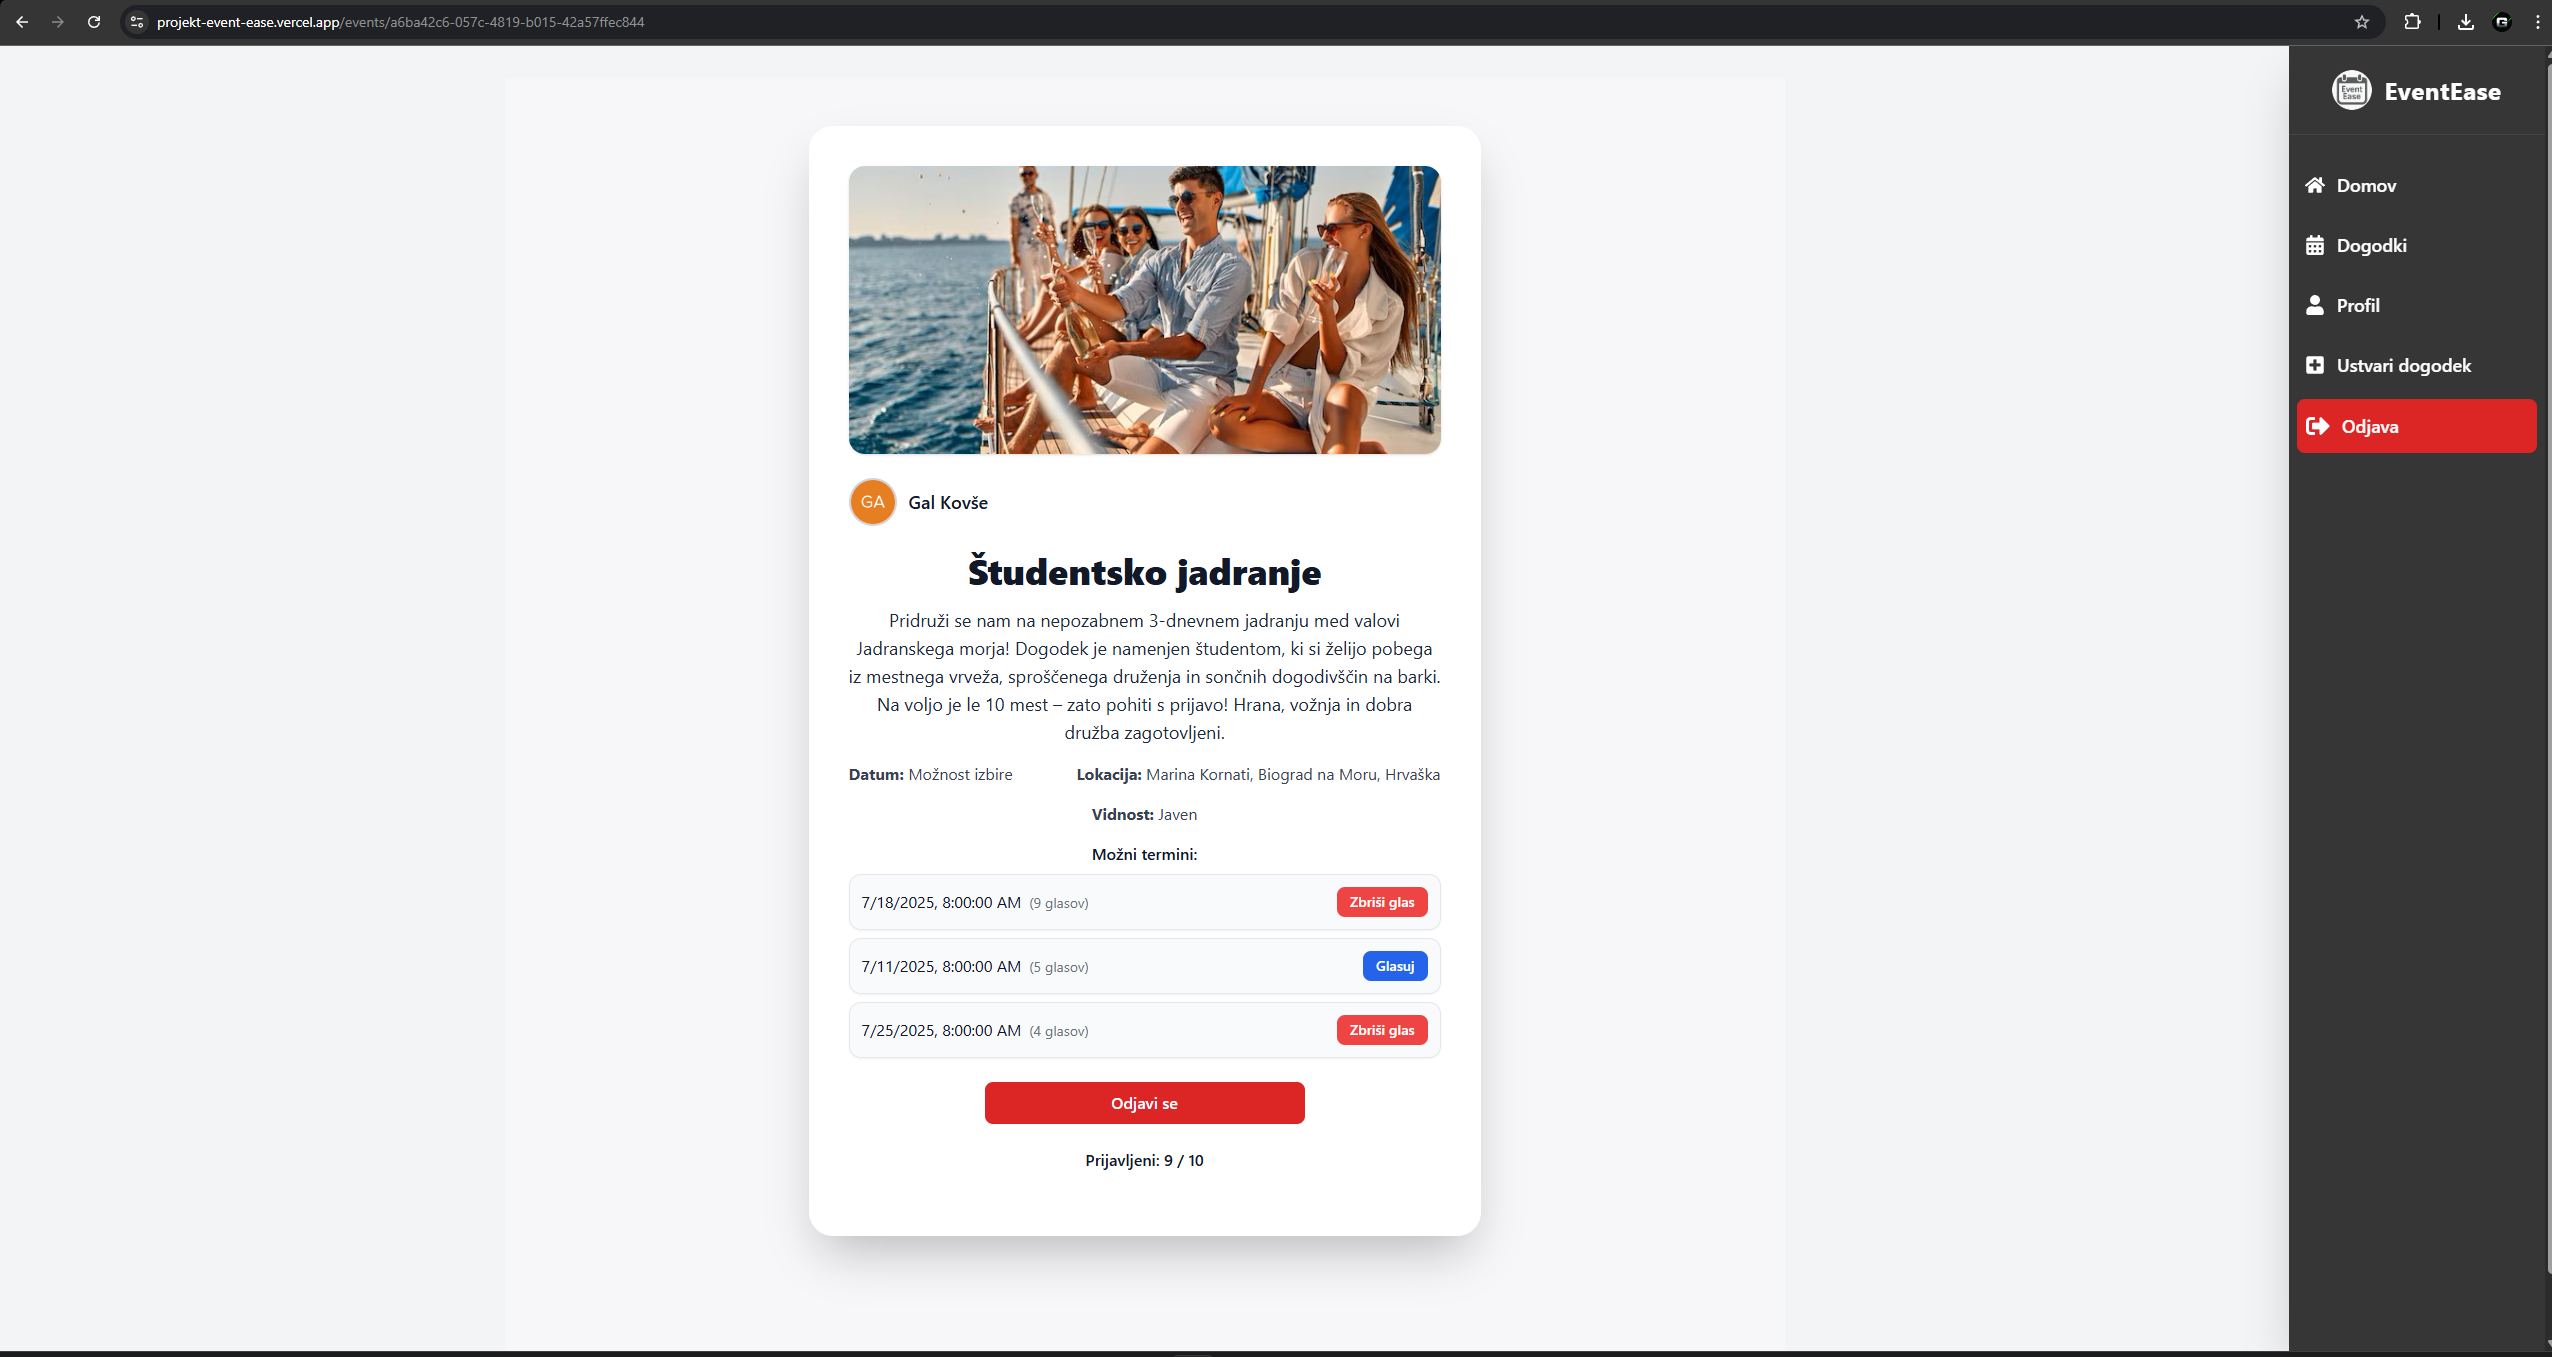 projekt-event-ease.vercel.app/events/a6ba42c6-057c-4819-b015-42a57ffec844
Event
Ease
EventEase
Domov
Dogodki
Profil
Ustvari dogodek
Odjava
GA
Gal Kovše
Študentsko jadranje
Pridruži se nam na nepozabnem 3-dnevnem jadranju med valovi
Jadranskega morja! Dogodek je namenjen študentom, ki si želijo pobega
iz mestnega vrveža, sproščenega druženja in sončnih dogodivščin na barki.
Na voljo je le 10 mest – zato pohiti s prijavo! Hrana, vožnja in dobra
družba zagotovljeni.
Datum: Možnost izbire
Lokacija: Marina Kornati, Biograd na Moru, Hrvaška
Vidnost: Javen
Možni termini:
7/18/2025, 8:00:00 AM (9 glasov) Zbriši glas
7/11/2025, 8:00:00 AM (5 glasov) Glasuj
7/25/2025, 8:00:00 AM (4 glasov) Zbriši glas
Odjavi se
Prijavljeni: 9 / 10